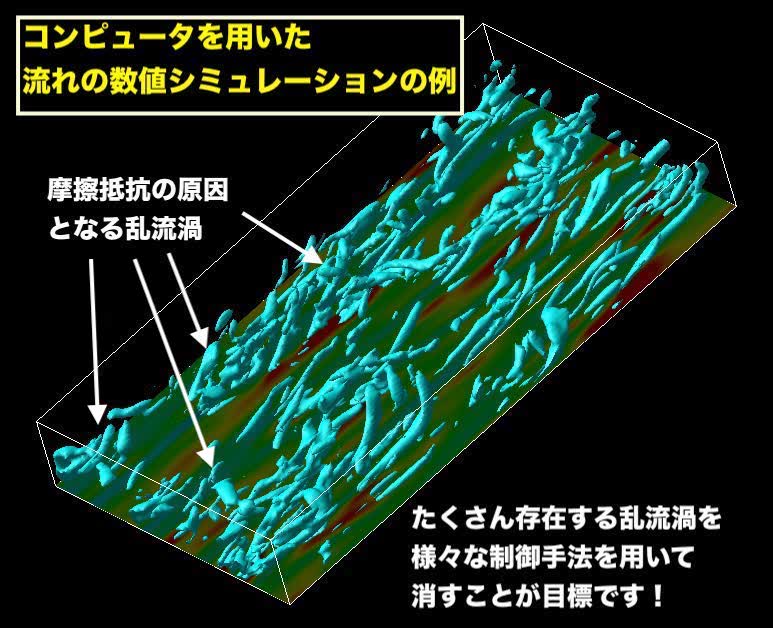 コンピュータを用いた
流れの数値シミュレーションの例
摩擦抵抗の原因
となる乱流渦
たくさん存在する乱流渦を
様々な制御手法を用いて
消すことが目標です！